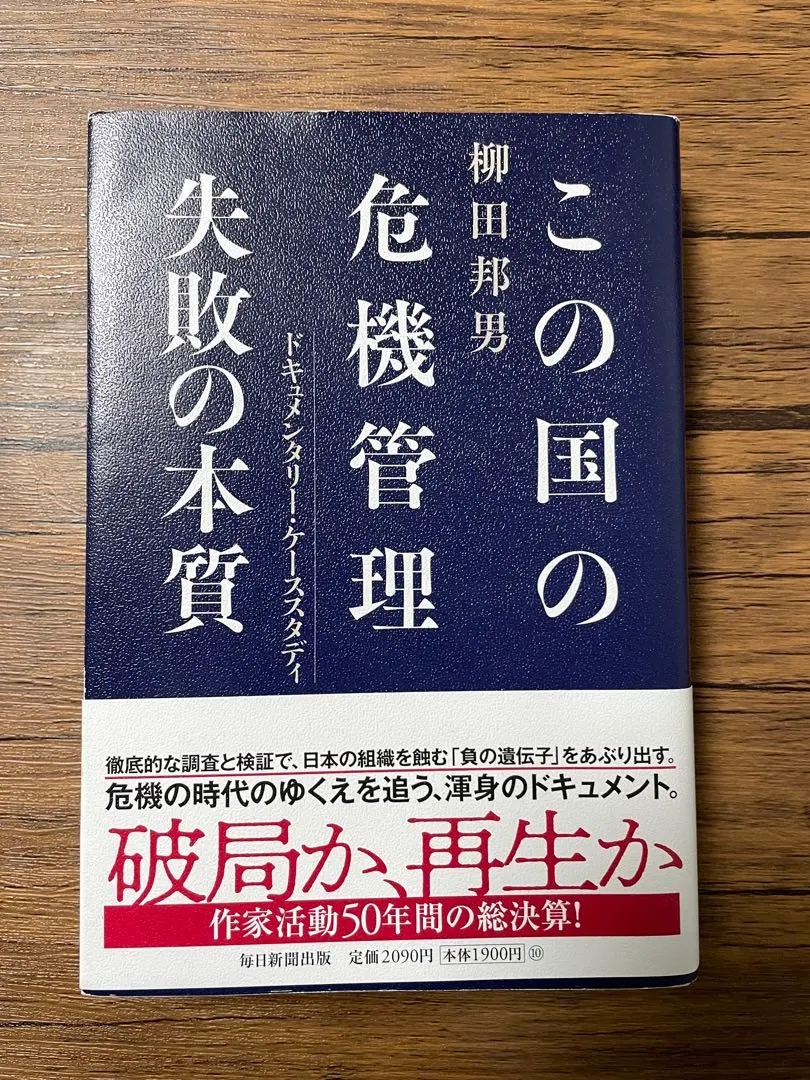 この国の
柳田邦男
危機管理
ドキュメンタリー・ケーススタディ
失敗の本質
徹底的な調査と検証で、日本の組織を蝕む「負の遺伝子」をあぶり出す。
危機の時代のゆくえを追う、渾身のドキュメント。
破局か、再生か
作家活動50年間の総決算!
毎日新聞出版 定価2090円 本体1900円 ⑩